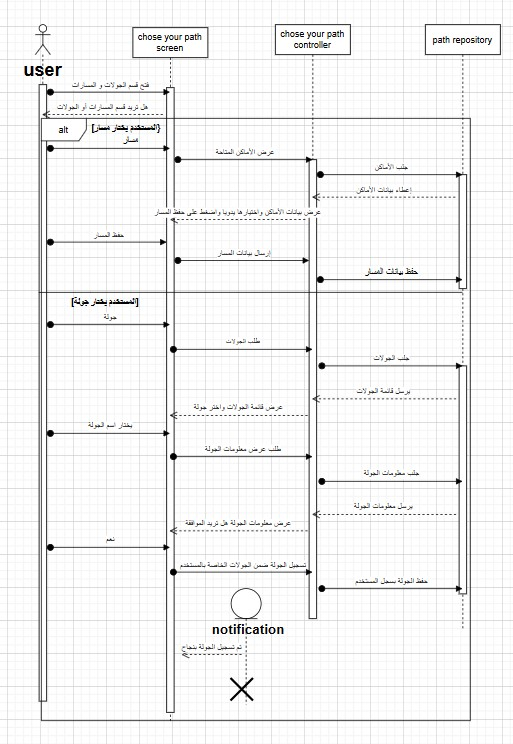 chose your path
screen
chose your path
controller
path repository
user
فتح قسم الجولات و المسارات
هل تريد قسم المسارات أو الجولات
alt
[المستخدم يختار مسار]
مسار
عرض الأماكن المتاحة
جلب الأماكن
إعطاء بيانات الأماكن
عرض بيانات الأماكن واختيارها يدويا واضغط على حفظ المسار
حفظ المسار
إرسال بيانات المسار
حفظ بيانات المسار
[المستخدم يختار جولة]
جولة
طلب الجولات
جلب الجولات
يرسل قائمة الجولات
عرض قائمة الجولات واختر جولة
يختار اسم الجولة
طلب عرض معلومات الجولة
جلب معلومات الجولة
يرسل معلومات الجولة
عرض معلومات الجولة هل تريد الموافقة
نعم
تسجيل الجولة ضمن الجولات الخاصة بالمستخدم
حفظ الجولة بسجل المستخدم
notification
تم تسجيل الجولة بنجاح